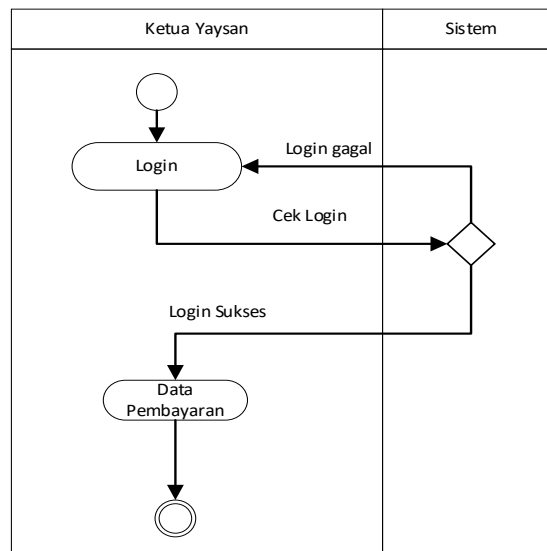 Ketua Yaysan
Sistem
Login gagal
Login
Cek Login
Login Sukses
Data
Pembayaran